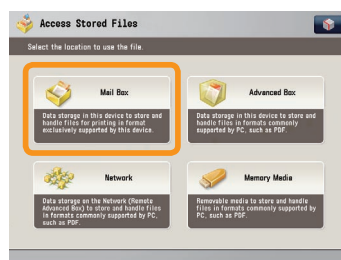 Access Stored Files
Select the location to use the file.
Mail Box
Data storage in this device to store and
handle files for printing in format
exclusively supported by this device.
Advanced Box
Data storage in this device to store and
handle files in formats commonly
supported by PC, such as PDF.
Network
Data storage on the Network (Remote
Advanced Box) to store and handle files
in formats commonly supported by PC,
such as PDF.
Memory Media
Removable media to store and handle
files in formats commonly supported by
PC, such as PDF.